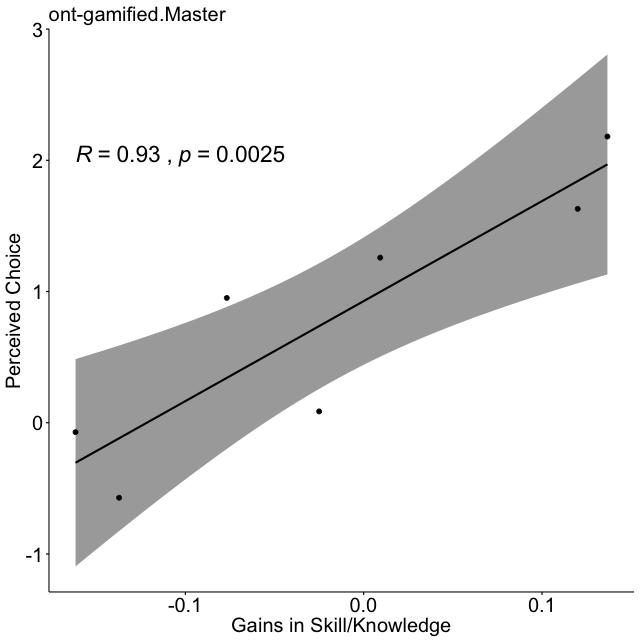 ont-gamified.Master
3
R = 0.93 , p = 0.0025
2
1
0
-1
Perceived Choice
-0.1 0.0 0.1
Gains in Skill/Knowledge